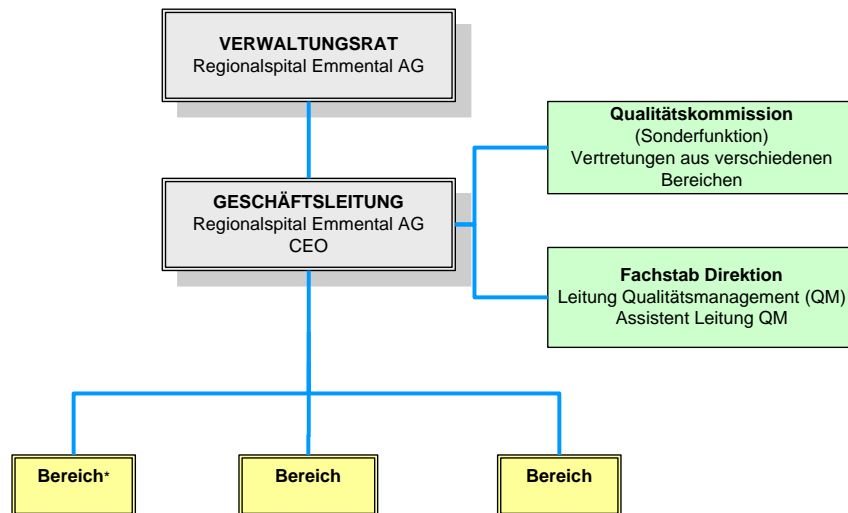 VERWALTUNGSRAT
Regionalspital Emmental AG
Qualitätskommission
(Sonderfunktion)
Vertretungen aus verschiedenen
Bereichen
GESCHÄFTSLEITUNG
Regionalspital Emmental AG
CEO
Fachstab Direktion
Leitung Qualitätsmanagement (QM)
Assistent Leitung QM
Bereich*
Bereich
Bereich